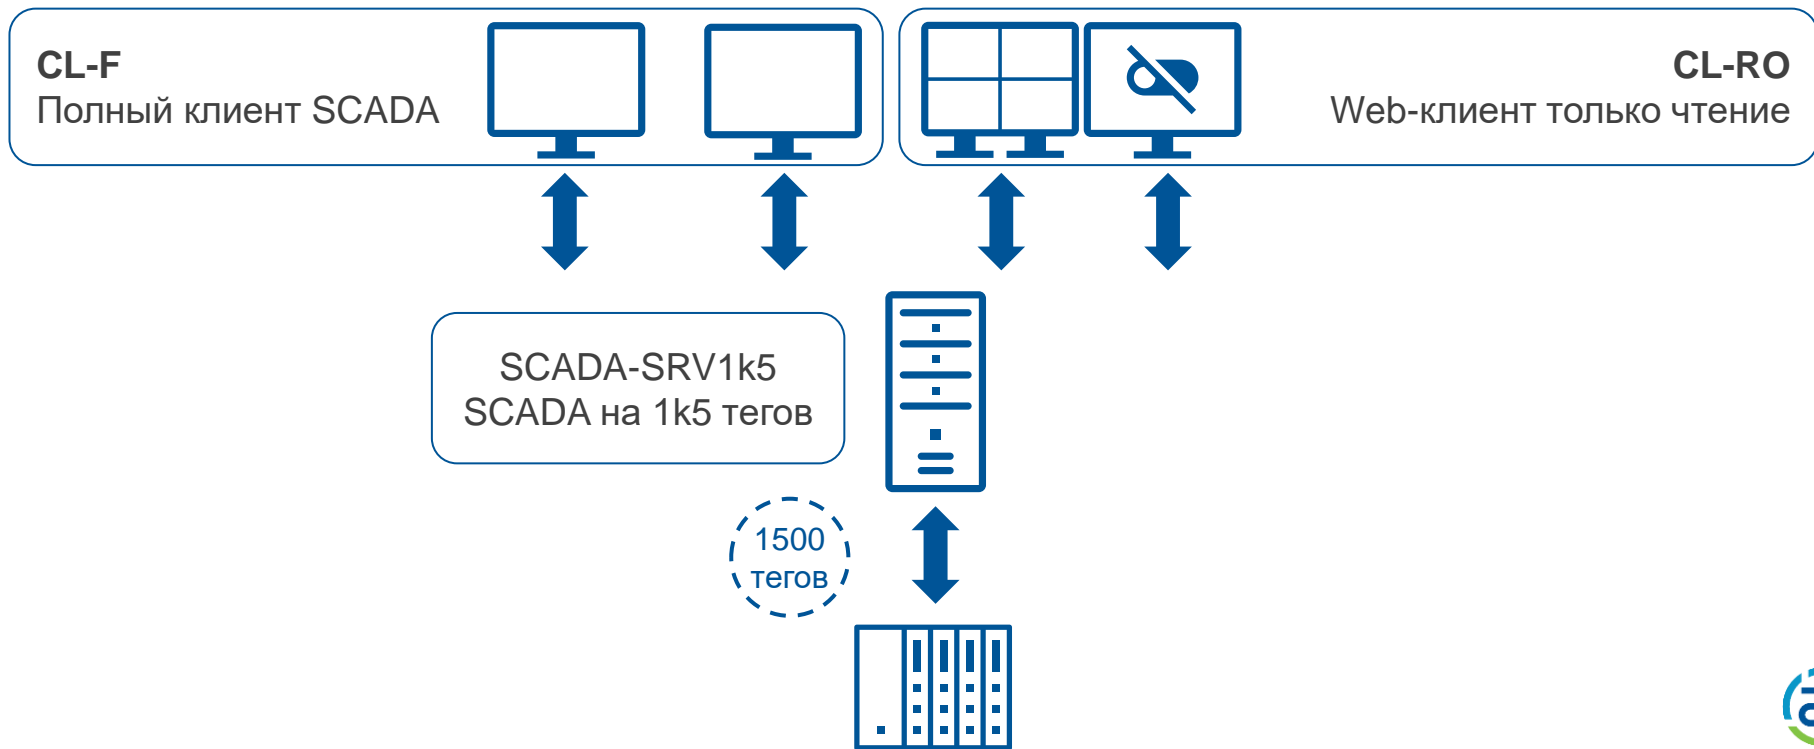 CL-F
Полный клиент SCADA
CL-RO
Web-клиент только чтение
SCADA-SRV1k5
SCADA на 1k5 тегов
1500
тегов